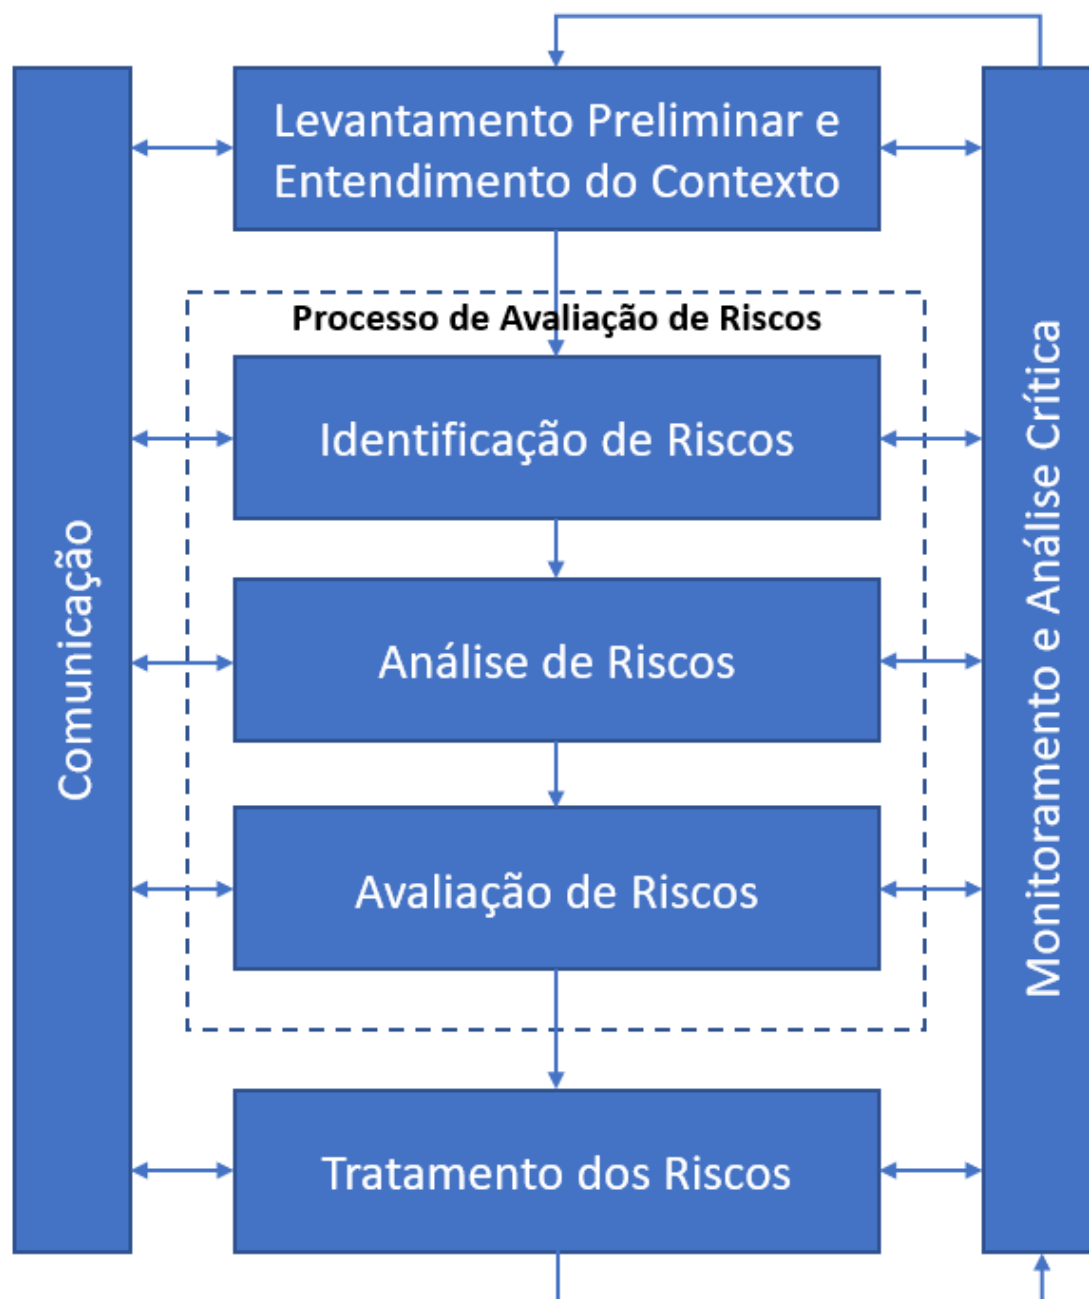 Levantamento Preliminar e
Entendimento do Contexto
Processo de Avaliação de Riscos
Identificação de Riscos
Análise de Riscos
Avaliação de Riscos
Tratamento dos Riscos
Comunicação
Monitoramento e Análise Crítica